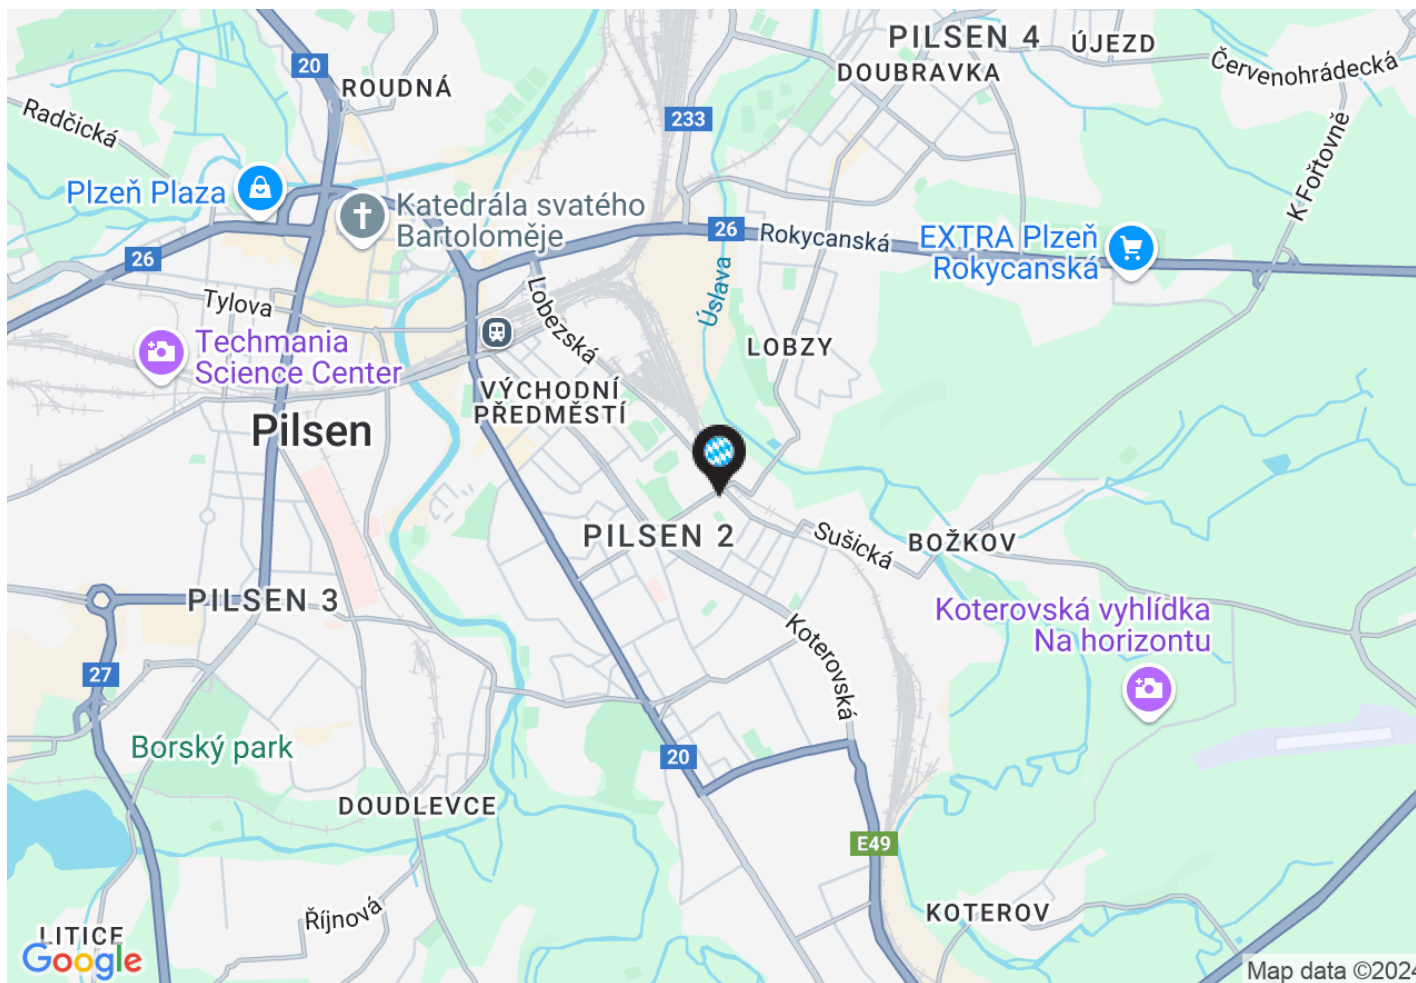 PILSEN 4
ÚJEZD
DOUBRAVKA
Červenohrádecká
20
ROUDNÁ
Radčická
233
K Fořtovně
Plzeň Plaza
Katedrála svatého
Bartoloměje
26
Rokycanská
EXTRA Plzeň
Rokycanská
26
Úslava
Tylova
Lobezská
Techmania
Science Center
LOBZY
VÝCHODNÍ
PŘEDMĚSTÍ
Pilsen
PILSEN 2
Sušická
BOŽKOV
PILSEN 3
Koterovská vyhlídka
Na horizontu
Koterovská
27
Borský park
20
DOUDLEVCE
E49
Říjnová
KOTEROV
LITICE
Google
Map data ©2024